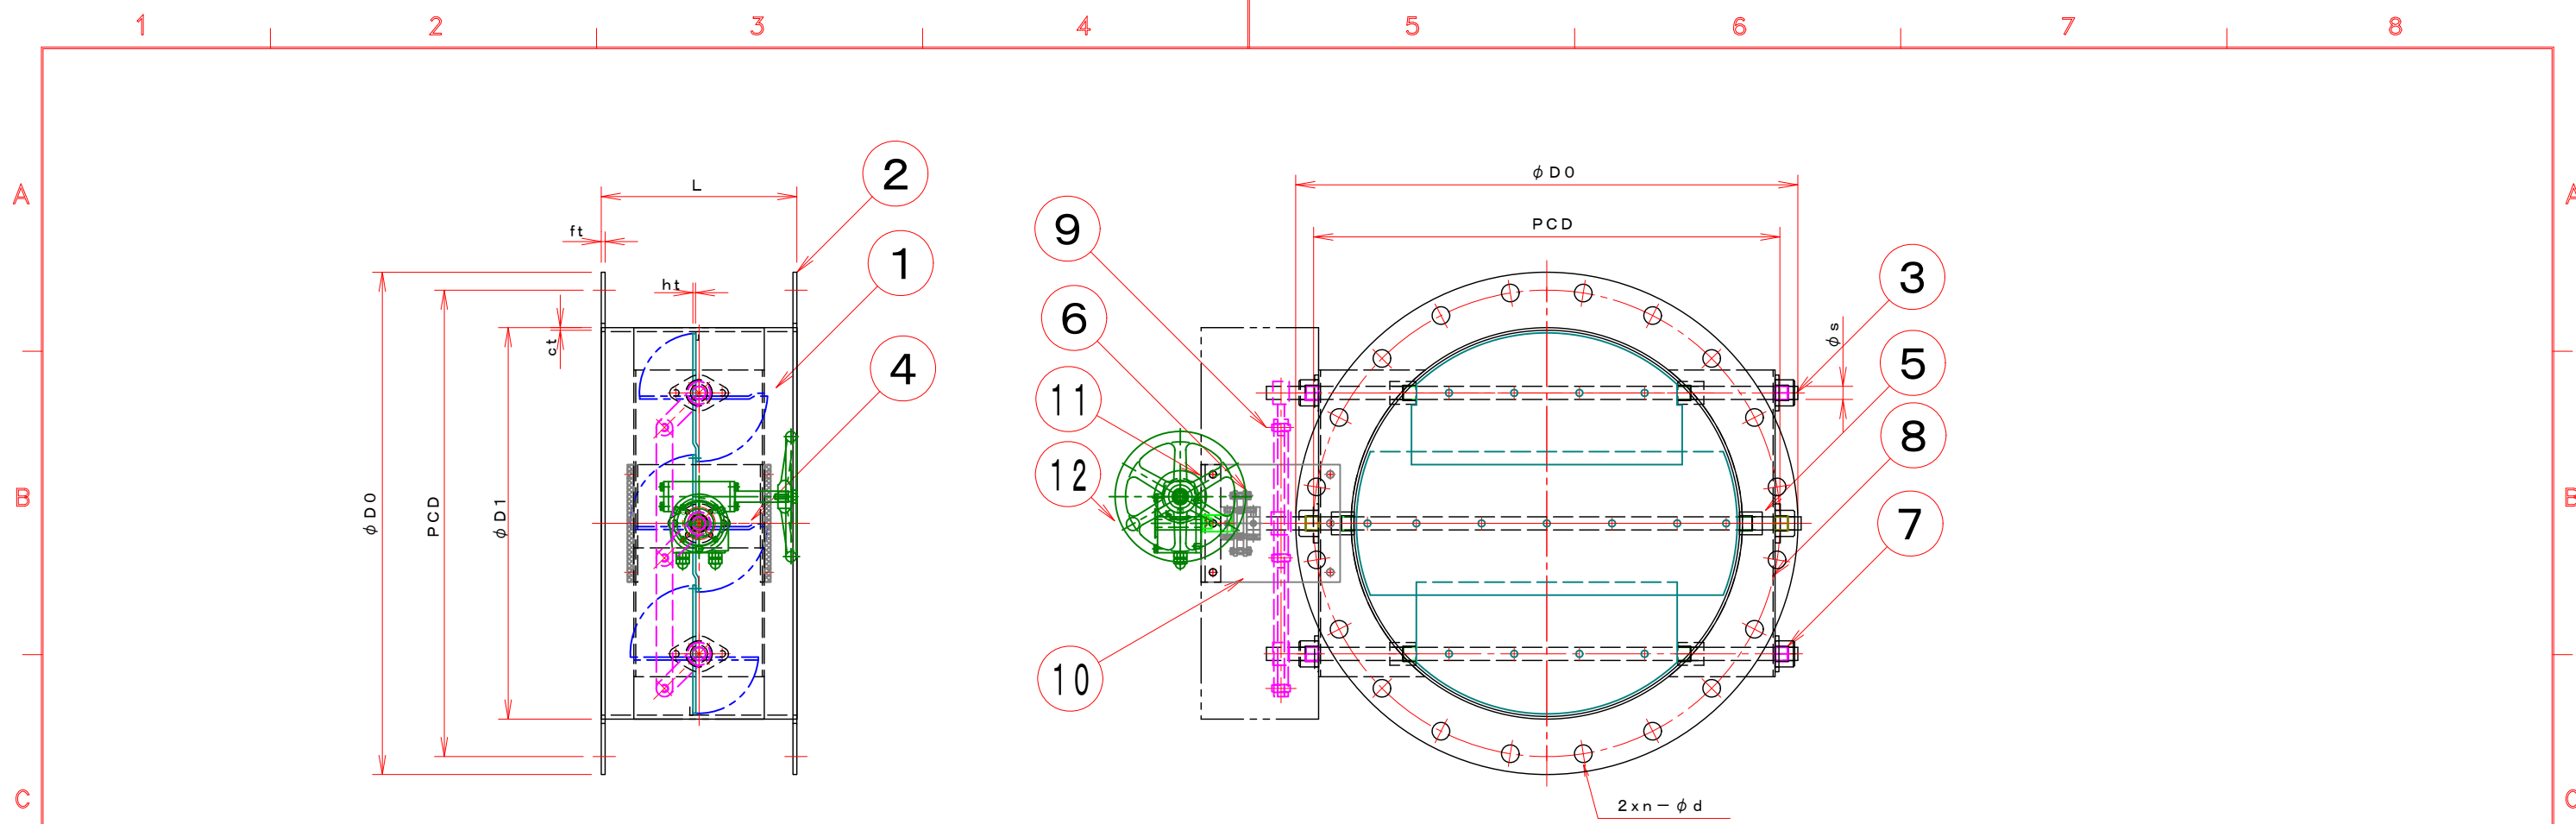 1 2 3 4 5 6 7 8
A A
L
2
φD0
9
PCD
ft
1
3
ht
6
φs
ct
4
11
5
8
12
B B
φD0
PCD
φD1
7
10
C C
2xn-φd